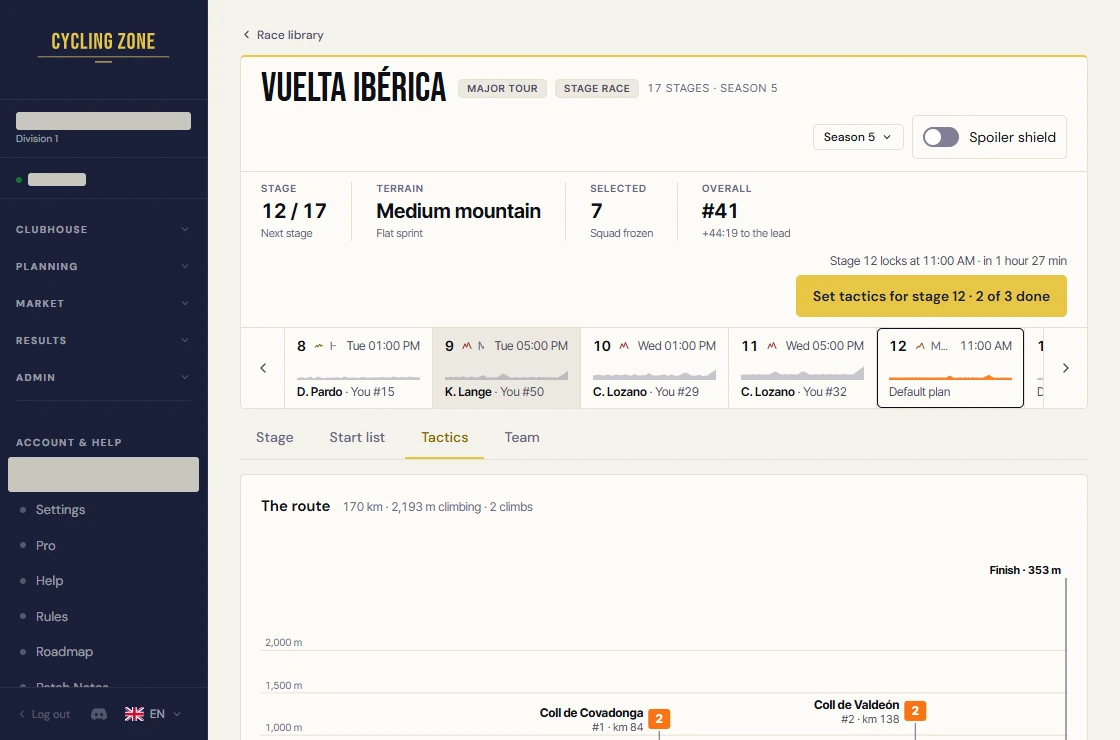 CYCLING ZONE
Division 1
CLUBHOUSE
PLANNING
MARKET
RESULTS
ADMIN
ACCOUNT & HELP
Settings
Pro
Help
Rules
Roadmap
Patch Notes
Log out
EN
Race library
VUELTA IBÉRICA MAJOR TOUR STAGE RACE 17 STAGES · SEASON 5
Season 5 Spoiler shield
STAGE TERRAIN SELECTED OVERALL
12 / 17 Medium mountain 7 #41
Next stage Flat sprint Squad frozen +44:19 to the lead
Stage 12 locks at 11:00 AM · in 1 hour 27 min
Set tactics for stage 12 · 2 of 3 done
8 Tue 01:00 PM
D. Pardo · You #15
9 Tue 05:00 PM
K. Lange · You #50
10 Wed 01:00 PM
C. Lozano · You #29
11 Wed 05:00 PM
C. Lozano · You #32
12 M... 11:00 AM
Default plan
Stage Start list Tactics Team
The route 170 km · 2,193 m climbing · 2 climbs
Finish · 353 m
2,000 m
1,500 m
1,000 m
Coll de Covadonga 2
#1 · km 84
Coll de Valdeón 2
#2 · km 138